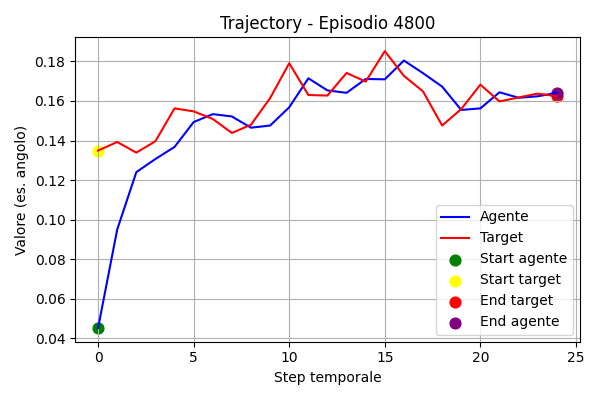 Trajectory - Episodio 4800
Valore (es. angolo)
0.18
0.16
0.14
0.12
0.10
0.08
0.06
0.04
Agente
Target
Start agente
Start target
End target
End agente
0 5 10 15 20 25
Step temporale